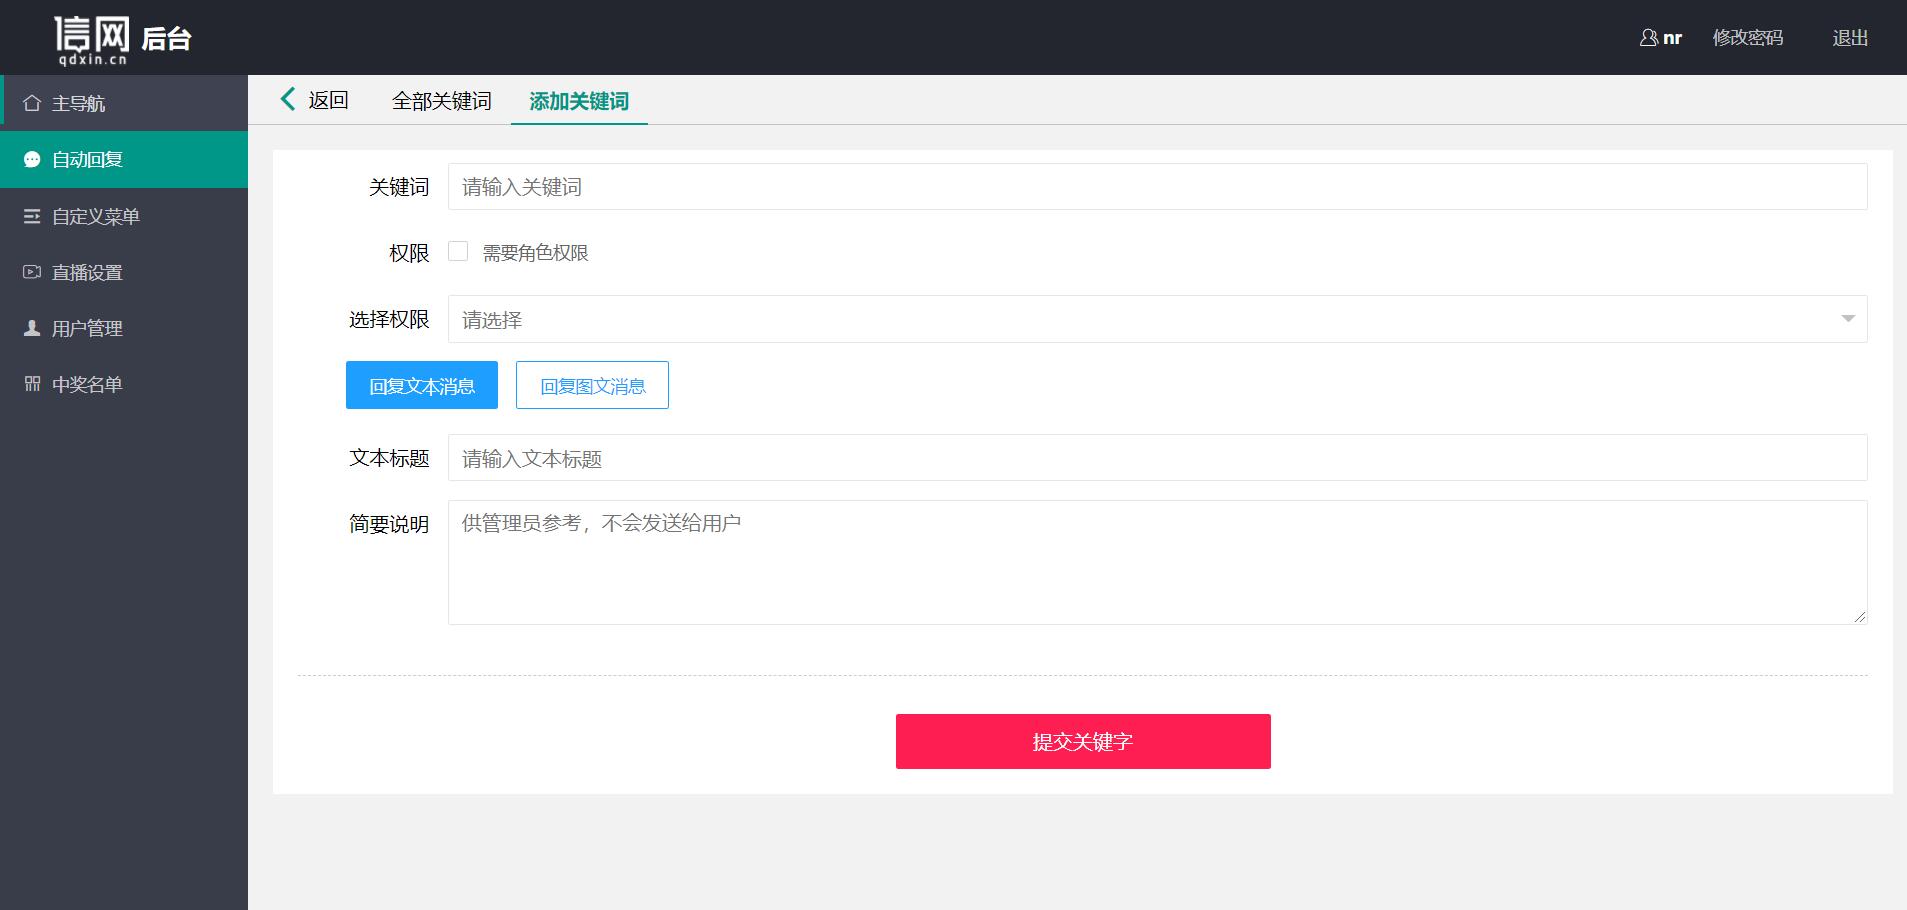 信网 后台
qdxin.cn
nr 修改密码 退出
主导航
自动回复
自定义菜单
直播设置
用户管理
中奖名单
返回 全部关键词 添加关键词
关键词 请输入关键词
权限 需要角色权限
选择权限 请选择
回复文本消息 回复图文消息
文本标题 请输入文本标题
简要说明 供管理员参考，不会发送给用户
提交关键字